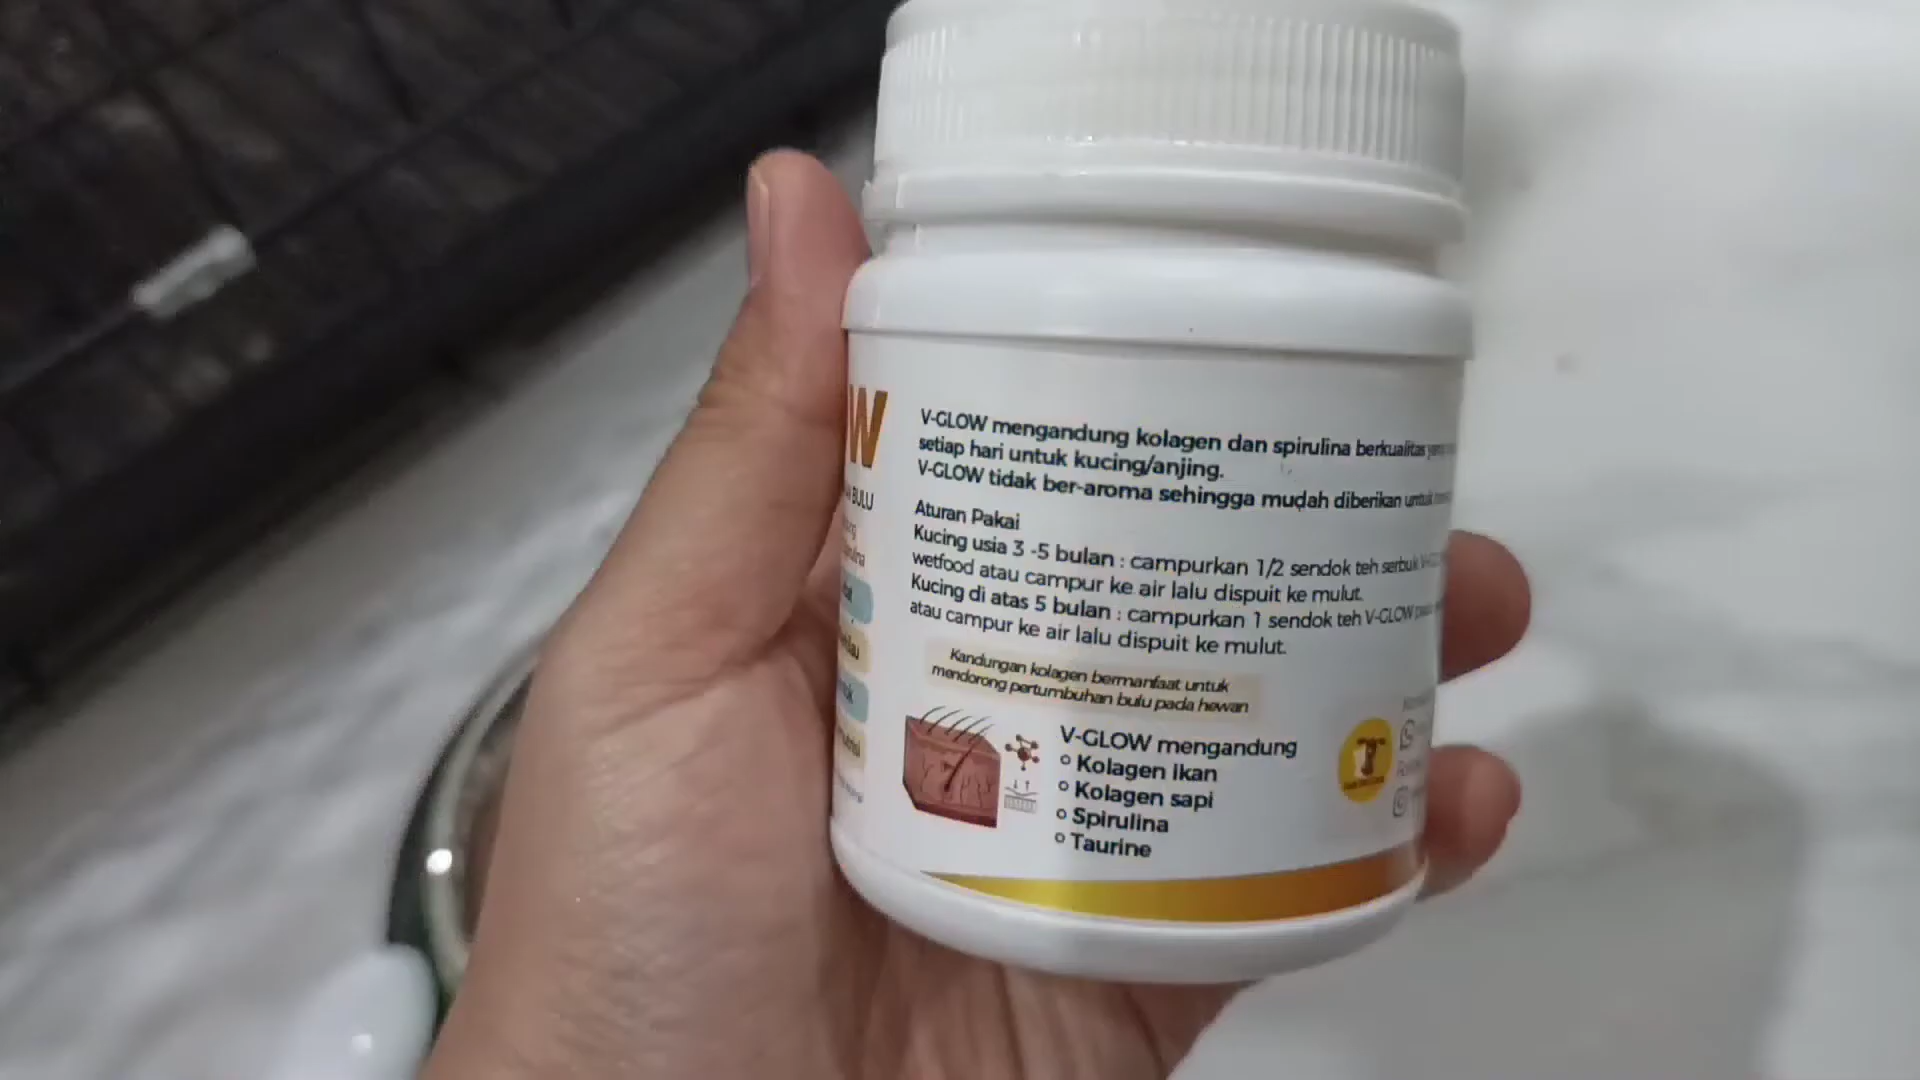 W
BULU
V-GLOW mengandung kolagen dan spirulina berkualitas
setiap hari untuk kucing/anjing.
V-GLOW tidak ber-aroma sehingga mudah diberikan untuk
Aturan Pakai
Kucing usia 3 -5 bulan : campurkan 1/2 sendok teh serbuk
wetfood atau campur ke air lalu dispuit ke mulut.
Kucing di atas 5 bulan : campurkan 1 sendok teh V-GLOW
atau campur ke air lalu dispuit ke mulut.
Kandungan kolagen bermanfaat untuk
mendorong pertumbuhan bulu pada hewan
V-GLOW mengandung
Kolagen ikan
Kolagen sapi
Spirulina
Taurine